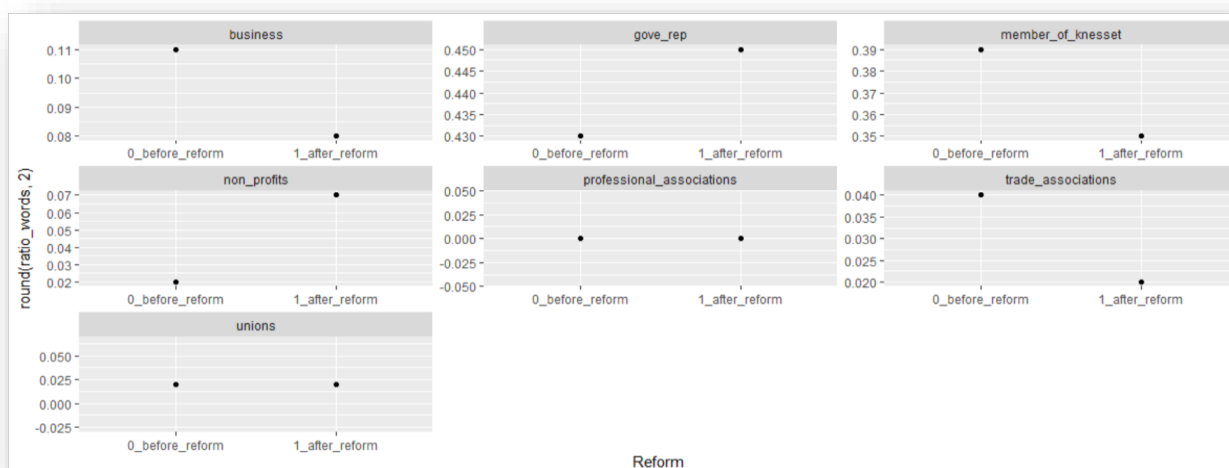 business
gove_rep
member_of_knesset
0.11
0.10
0.09
0.08
0.450
0.445
0.440
0.435
0.430
0.39
0.38
0.37
0.36
0.35
0_before_reform 1_after_reform
0_before_reform 1_after_reform
0_before_reform 1_after_reform
non_profits
professional_associations
trade_associations
0.07
0.06
0.05
0.04
0.03
0.02
0.050
0.025
0.000
-0.025
-0.050
0.040
0.035
0.030
0.025
0.020
0_before_reform 1_after_reform
0_before_reform 1_after_reform
0_before_reform 1_after_reform
unions
0.050
0.025
0.000
-0.025
0_before_reform 1_after_reform
round(ratio_words, 2)
Reform